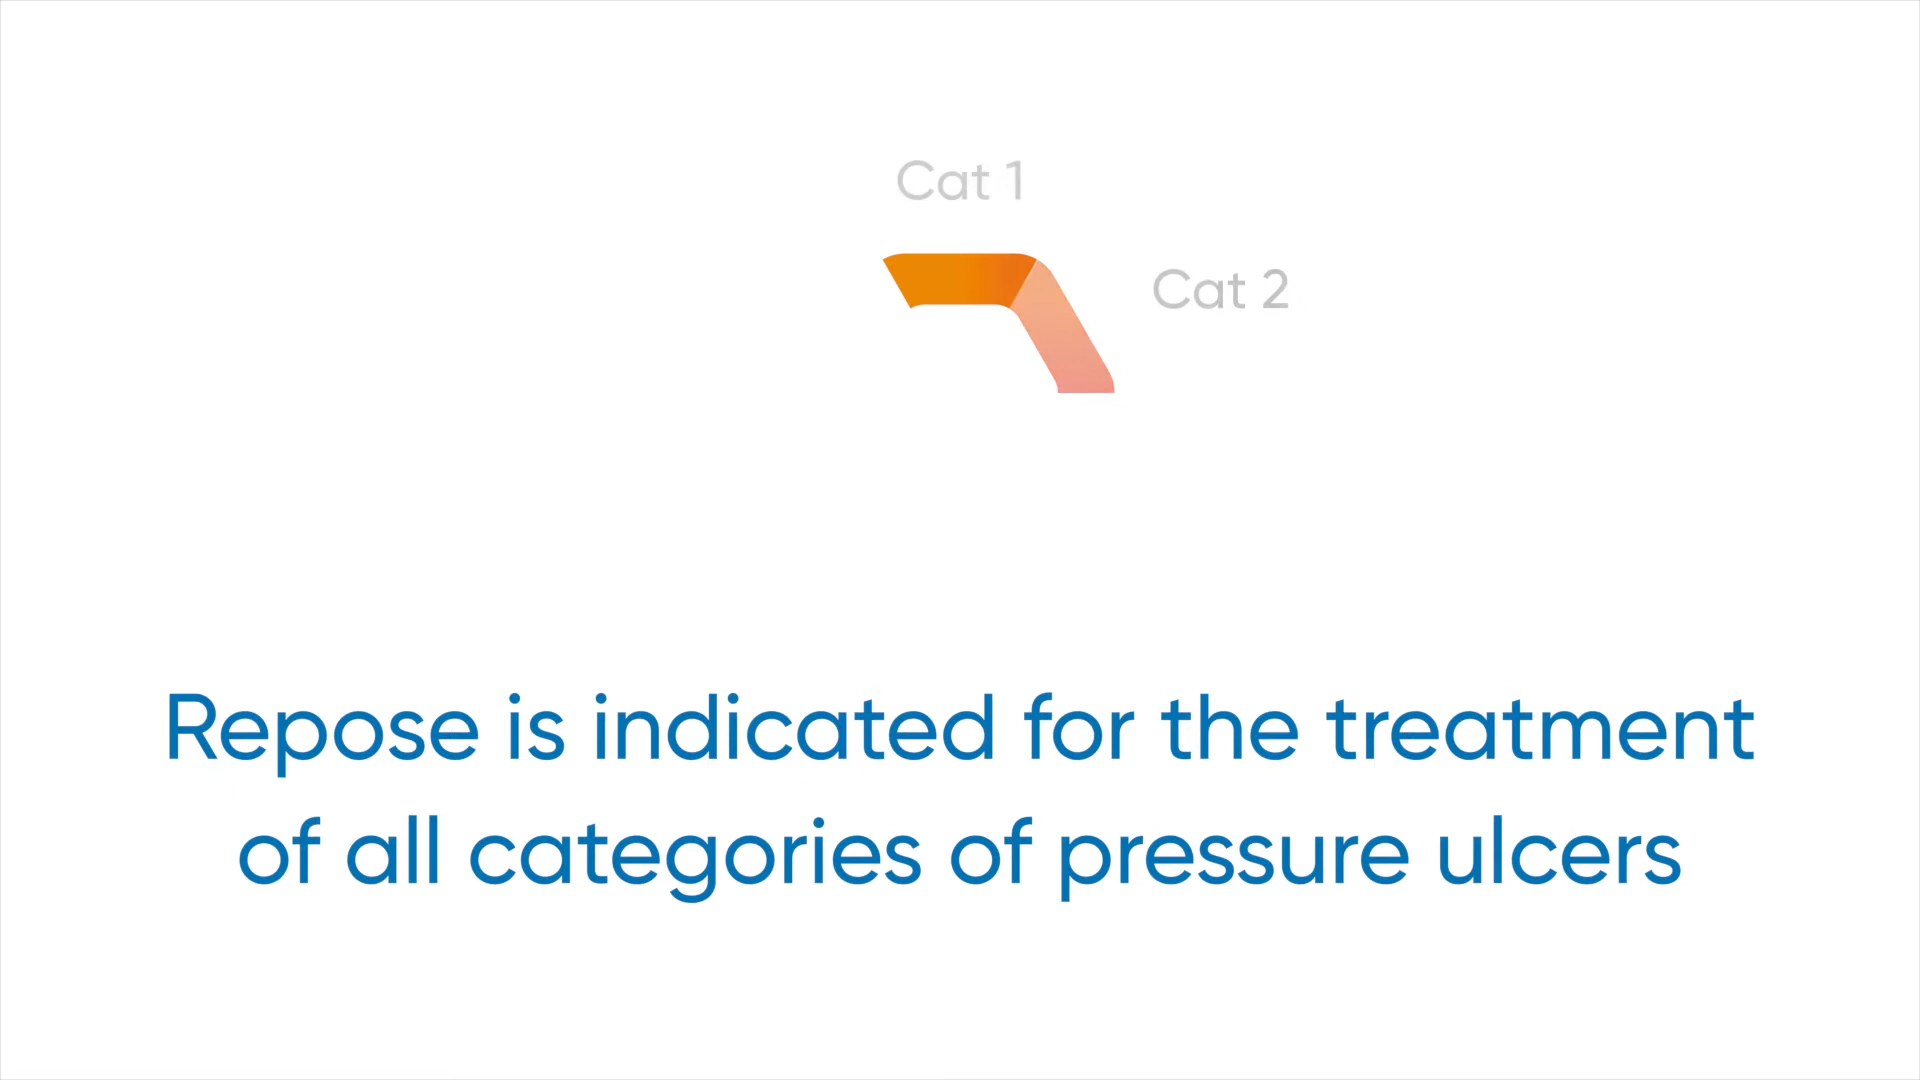 Cat 1
Cat 2
Repose is indicated for the treatment
of all categories of pressure ulcers